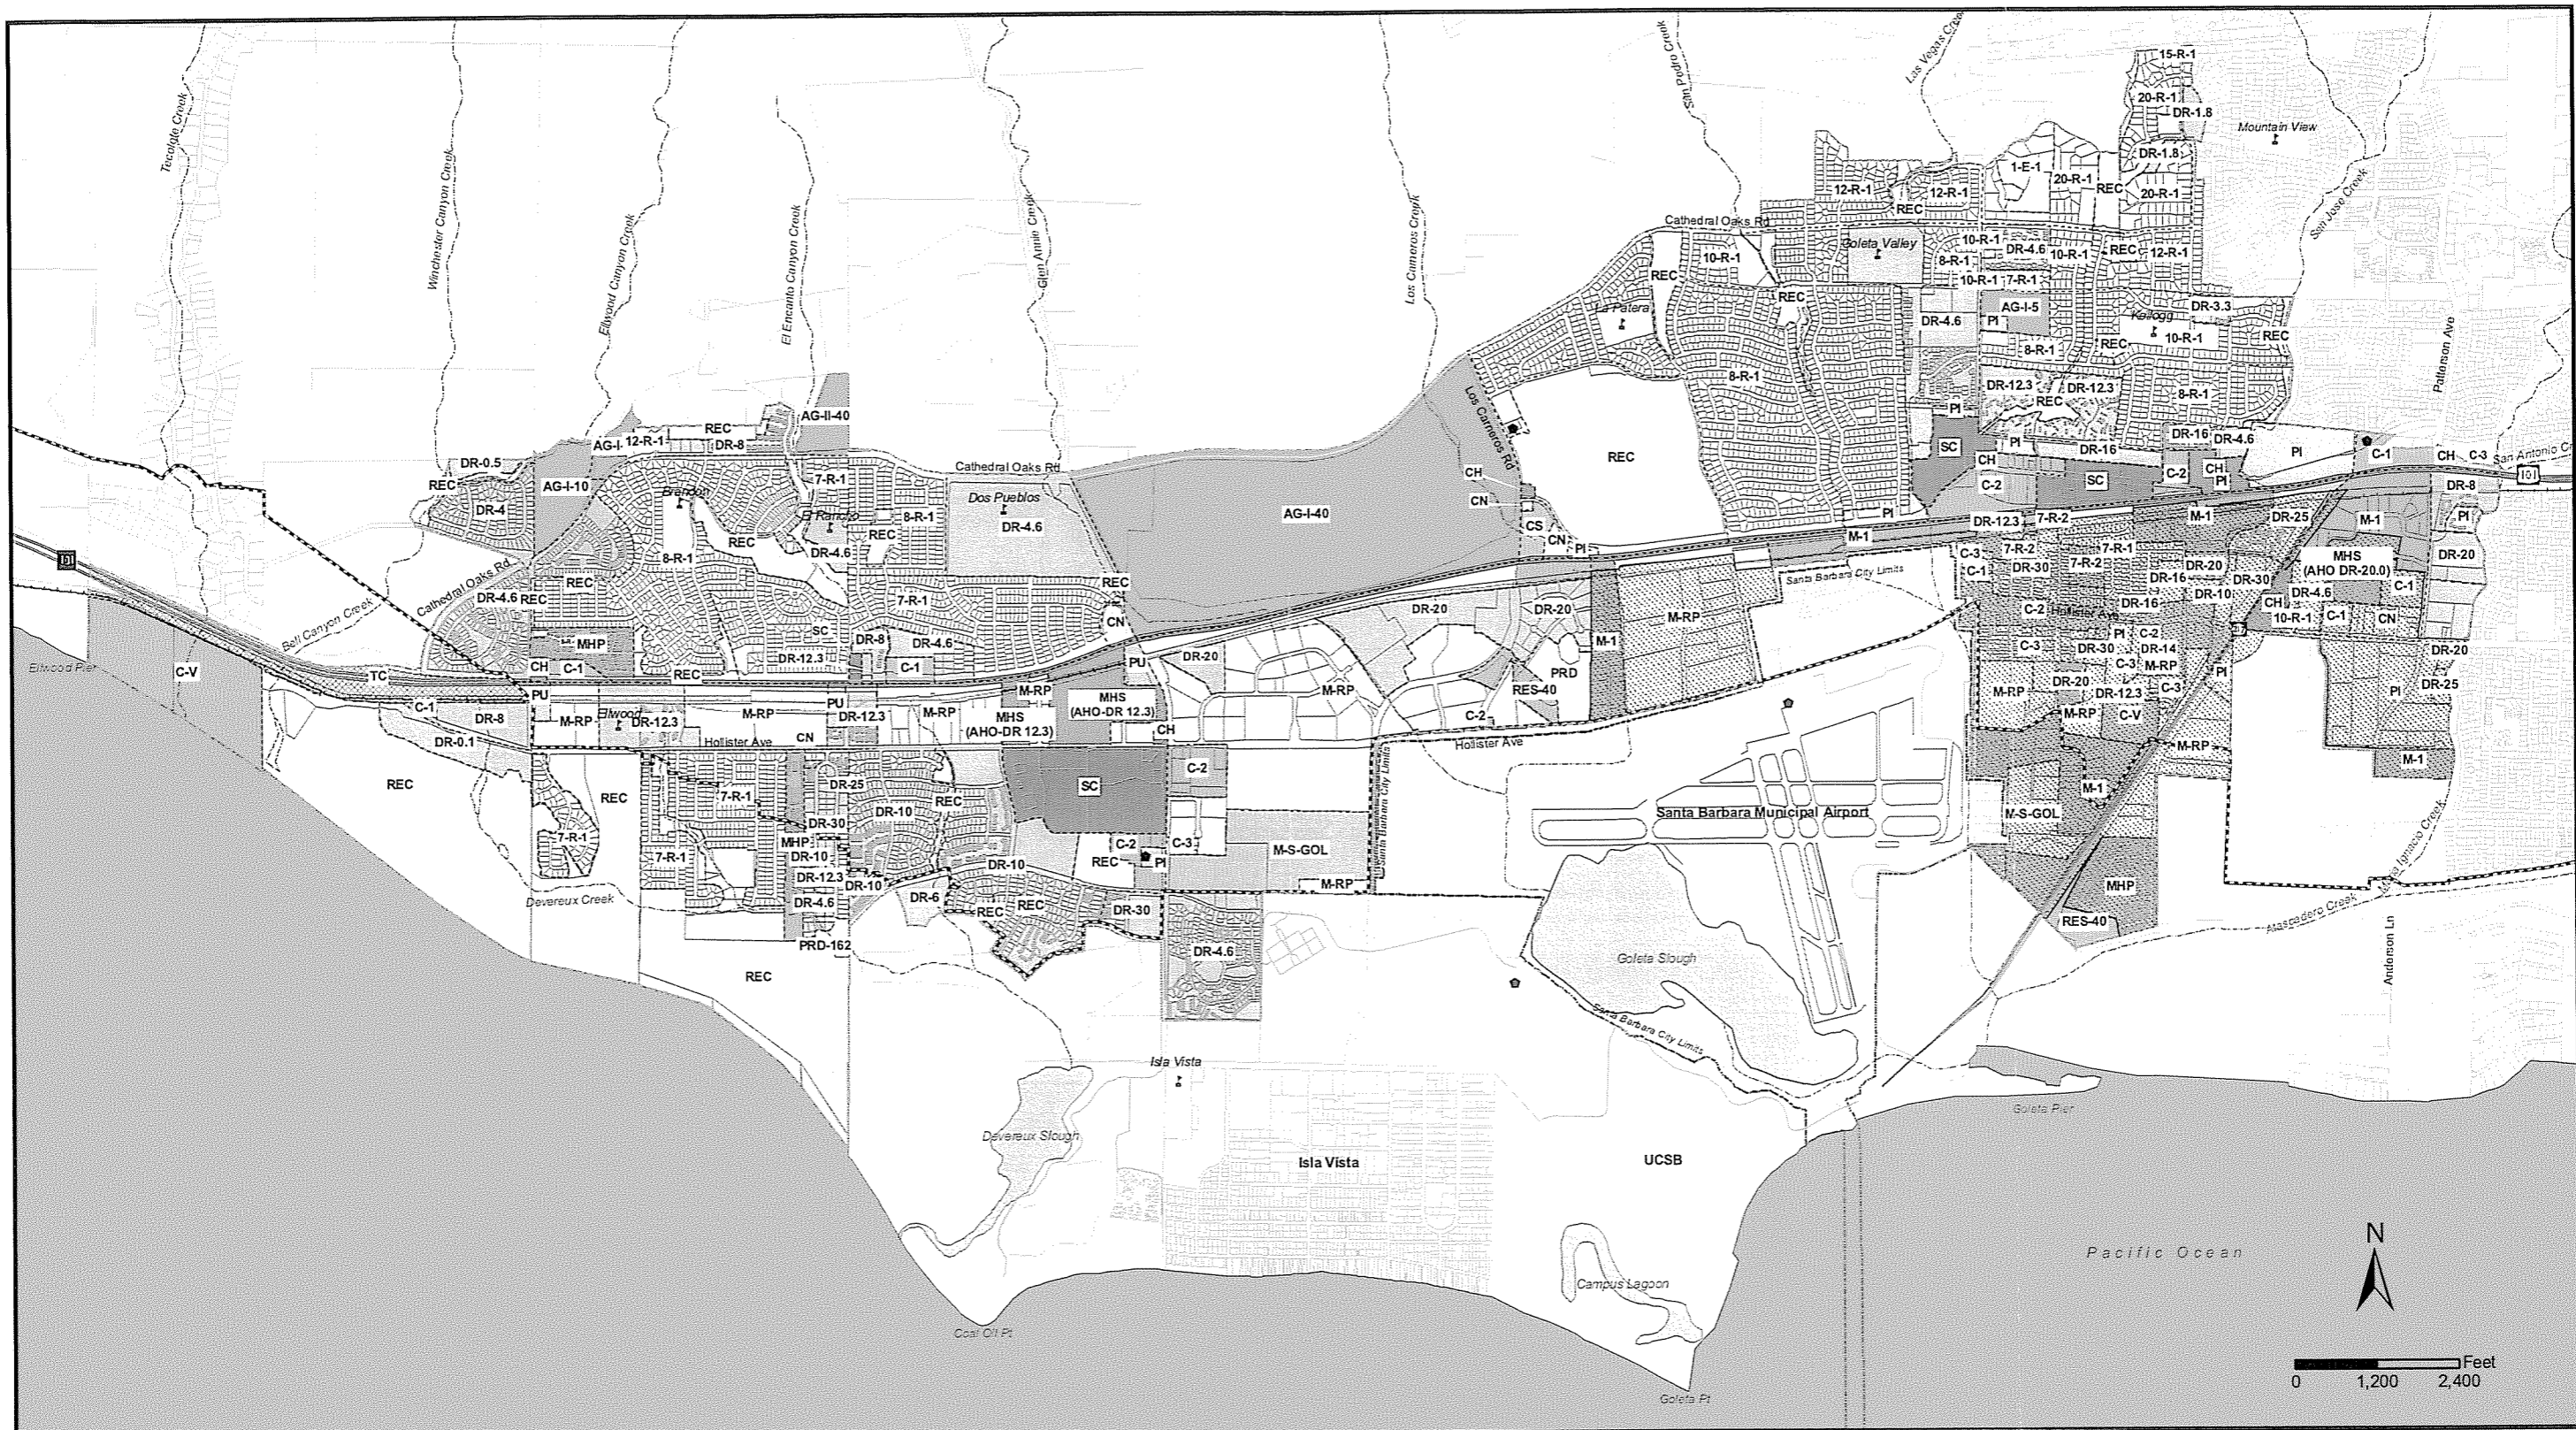 Tecolote Creek
Winchester Canyon Creek
Ellwood Canyon Creek
El Encanto Canyon Creek
Glen Annie Creek
Los Carneros Creek
San Pedro Creek
Las Vegas Creek
San Jose Creek
Patterson Ave
15-R-1
20-R-1
DR-1.8
Mountain View
DR-1.8
1-E-1
20-R-1
REC
20-R-1
12-R-1
12-R-1
REC
Cathedral Oaks Rd
Goleta Valley
10-R-1
REC
10-R-1
DR-4.6
10-R-1
REC
12-R-1
8-R-1
10-R-1
7-R-1
REC
La Patera
AG-I-5
DR-3.3
DR-4.6
PI
Kellogg
10-R-1
REC
REC
8-R-1
8-R-1
DR-12.3
DR-12.3
REC
8-R-1
PI
Los Carneros Rd
AG-II-40
REC
AG-I-
12-R-1
DR-8
DR-0.5
REC
AG-I-10
DR-4
Brandon
7-R-1
El Rancho
8-R-1
REC
REC
DR-4.6
8-R-1
Cathedral Oaks Rd
Dos Pueblos
DR-4.6
AG-I-40
REC
CH
CN
CS
CN
PI
SC
PI
DR-16
DR-16
DR-4.6
PI
C-1
CH
C-3
San Antonio Cr
101
CH
C-2
SC
C-2
CH
PI
DR-8
PI
M-1
DR-12.3
7-R-2
M-1
DR-25
M-1
PI
DR-20
101
Cathedral Oaks Rd
DR-4.6
REC
REC
MHP
7-R-1
REC
CN
SC
DR-8
DR-4.6
DR-12.3
C-1
CH
C-1
REC
Bell Canyon Creek
Ellwood Pier
C-V
TC
PU
C-1
DR-8
DR-0.1
M-RP
Ellwood
DR-12.3
M-RP
PU
DR-12.3
M-RP
CN
Hollister Ave
M-RP
MHS
(AHO-DR 12.3)
MHS
(AHO-DR 12.3)
PU
CH
DR-20
M-RP
DR-20
DR-20
PRD
RES-40
C-2
M-1
M-RP
Santa Barbara City Limits
Hollister Ave
Santa Barbara City Limits
C-3
C-1
7-R-2
DR-30
7-R-1
7-R-2
DR-16
DR-20
DR-10
DR-30
MHS
(AHO DR-20.0)
C-1
DR-4.6
CH
10-R-1
C-1
CN
DR-20
DR-25
PI
C-2
Hollister Ave
DR-16
PI
C-2
C-3
DR-30
DR-14
C-3
M-RP
PI
DR-20
DR-12.3
C-3
M-RP
M-RP
C-V
M-RP
M-1
M-1
M-S-GOL
MHP
RES-40
REC
REC
7-R-1
7-R-1
7-R-1
DR-25
DR-10
REC
DR-30
MHP
DR-10
DR-12.3
DR-10
DR-4.6
PRD-162
DR-6
DR-10
REC
REC
DR-30
SC
C-2
C-2
REC
PI
C-3
M-S-GOL
M-RP
DR-4.6
REC
Devereux Creek
Santa Barbara Municipal Airport
Goleta Slough
Santa Barbara City Limits
Maria Ignacio Creek
Atascadero Creek
Anderson Ln
Isla Vista
Devereux Slough
Isla Vista
UCSB
Campus Lagoon
Goleta Pier
Coal Oil Pt
Goleta Pt
Pacific Ocean
N
Feet
0 1,200 2,400